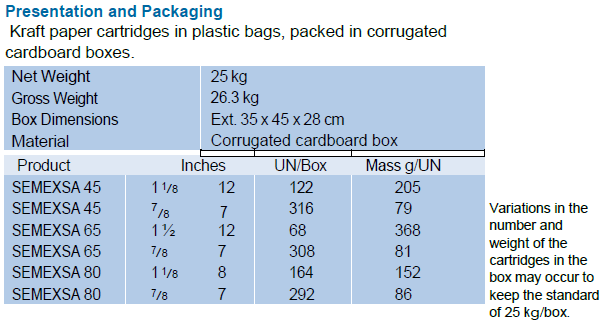 Presentation and Packaging
Kraft paper cartridges in plastic bags, packed in corrugated
cardboard boxes.
Net Weight 25 kg
Gross Weight 26.3 kg
Box Dimensions Ext. 35 x 45 x 28 cm
Material Corrugated cardboard box
Product Inches UN/Box Mass g/UN
SEMEXSA 45 1 1/8 12 122 205
SEMEXSA 45 7/8 7 316 79
SEMEXSA 65 1 ½ 12 68 368
SEMEXSA 65 7/8 7 308 81
SEMEXSA 80 1 1/8 8 164 152
SEMEXSA 80 7/8 7 292 86
Variations in the
number and
weight of the
cartridges in the
box may occur to
keep the standard
of 25 kg/box.